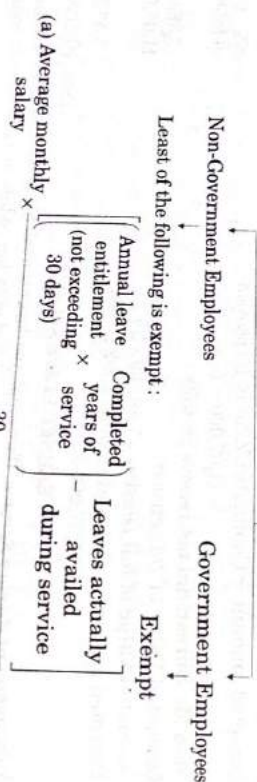 Non-Government Employees Government Employees
Least of the following is exempt : Exempt
(a) Average monthly salary × [(Annual leave entitlement (not exceeding 30 days) × Completed years of service) − Leaves actually availed during service]
30